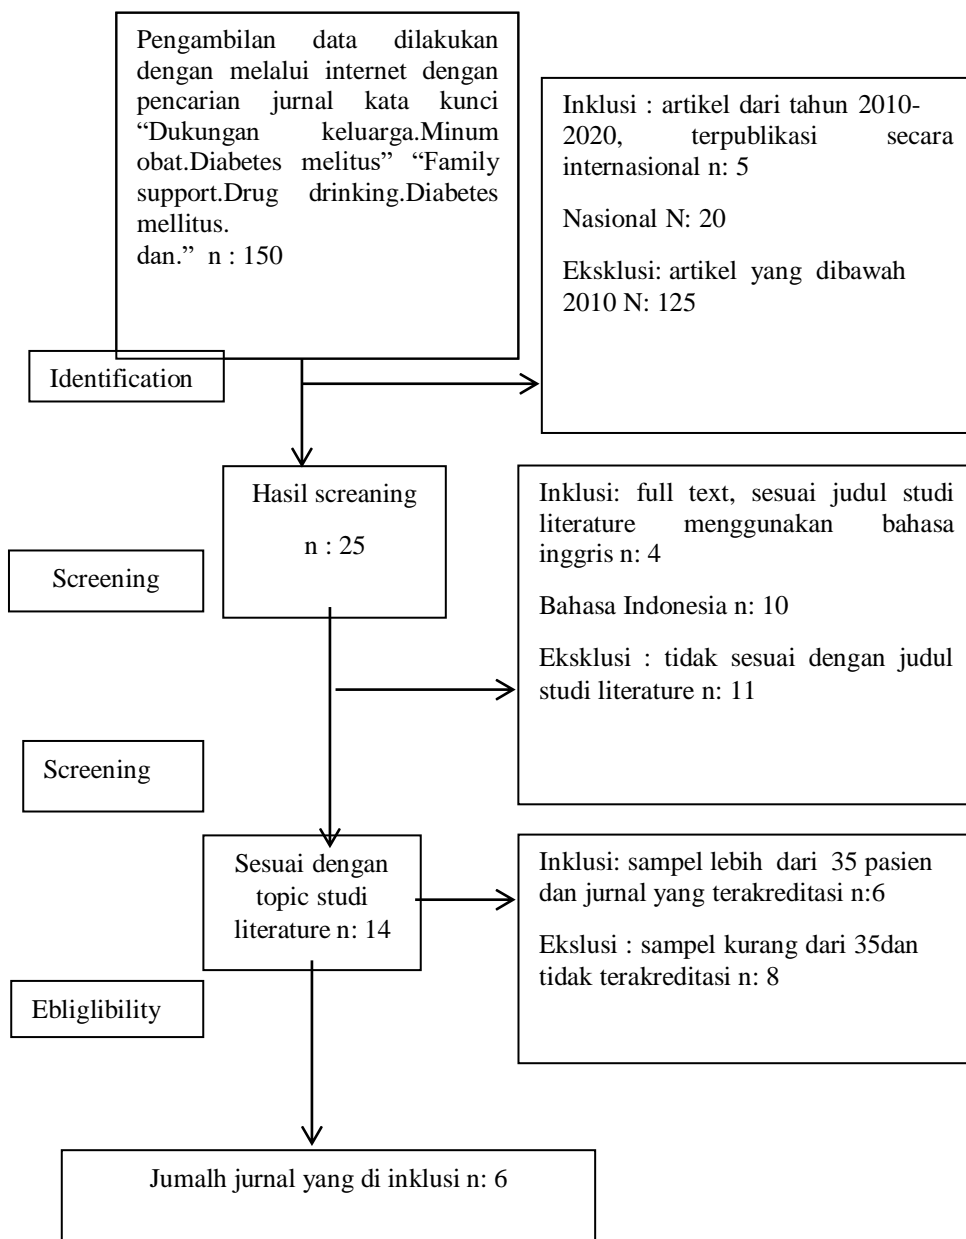 Pengambilan data dilakukan
dengan melalui internet dengan
pencarian jurnal kata kunci
“Dukungan keluarga.Minum
obat.Diabetes melitus” “Family
support.Drug drinking.Diabetes
mellitus.
dan.” n : 150
Inklusi : artikel dari tahun 2010-
2020, terpublikasi secara
internasional n: 5
Nasional N: 20
Eksklusi: artikel yang dibawah
2010 N: 125
Identification
Hasil screaning
n : 25
Inklusi: full text, sesuai judul studi
literature menggunakan bahasa
inggris n: 4
Bahasa Indonesia n: 10
Eksklusi : tidak sesuai dengan judul
studi literature n: 11
Screening
Screening
Sesuai dengan
topic studi
literature n: 14
Inklusi: sampel lebih dari 35 pasien
dan jurnal yang terakreditasi n:6
Ekslusi : sampel kurang dari 35dan
tidak terakreditasi n: 8
Ebliglibility
Jumalh jurnal yang di inklusi n: 6